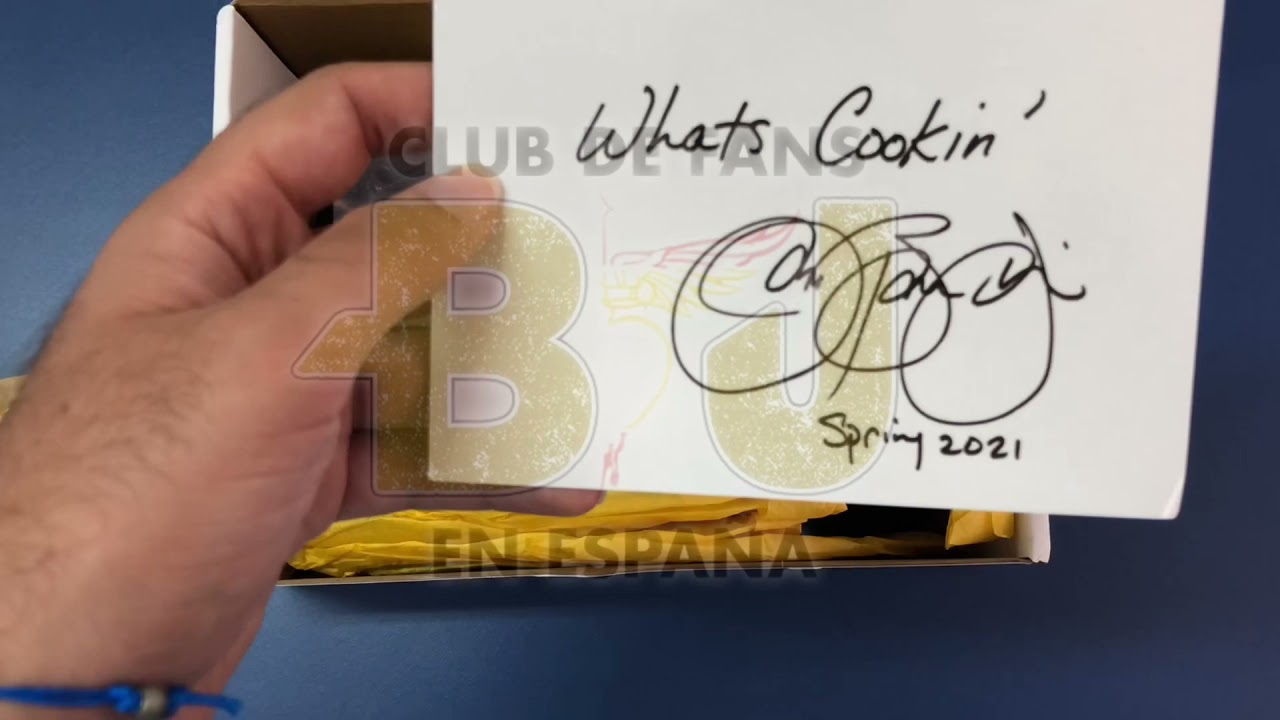 Whats Cookin'
CLUB DE FANS
BJ
Spring 2021
EN ESPAÑA